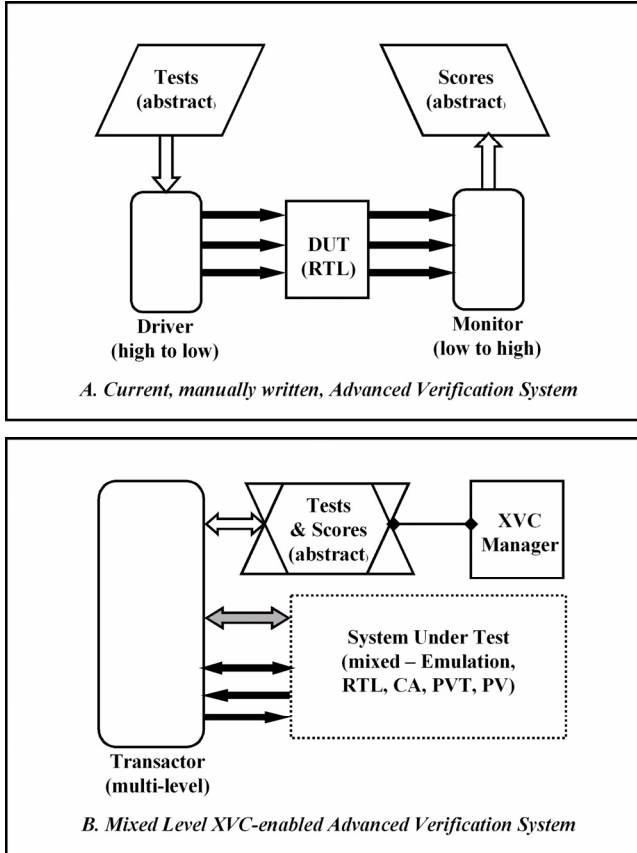 Tests
(abstract)
Scores
(abstract)
DUT
(RTL)
Driver
(high to low)
Monitor
(low to high)
A. Current, manually written, Advanced Verification System
Tests
& Scores
(abstract)
XVC
Manager
System Under Test
(mixed – Emulation,
RTL, CA, PVT, PV)
Transactor
(multi-level)
B. Mixed Level XVC-enabled Advanced Verification System